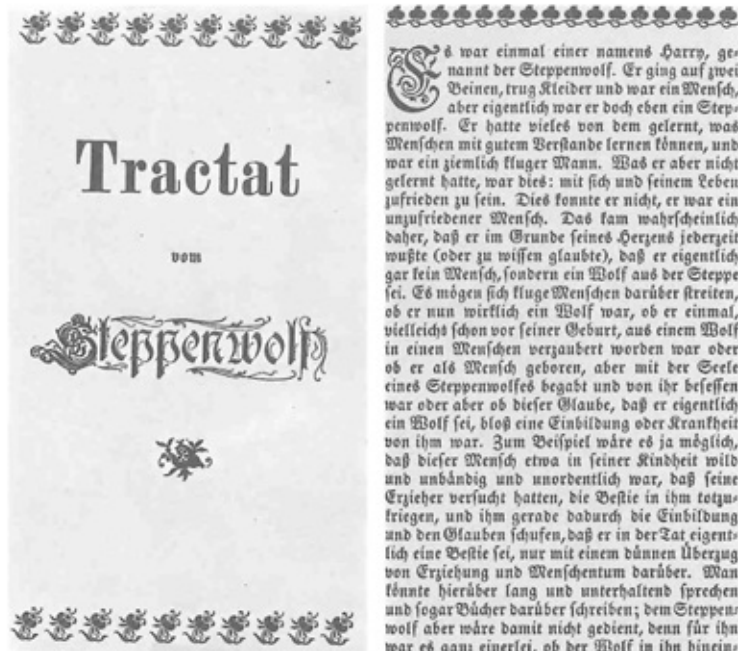 Tractat
vom
Steppenwolf
Es war einmal einer namens Harry, ge-
nannt der Steppenwolf. Er ging auf zwei
Beinen, trug Kleider und war ein Mensch,
aber eigentlich war er doch eben ein Step-
penwolf. Er hatte vieles von dem gelernt, was
Menschen mit gutem Verstande lernen können, und
war ein ziemlich kluger Mann. Was er aber nicht
gelernt hatte, war dies: mit sich und seinem Leben
zufrieden zu sein. Dies konnte er nicht, er war ein
unzufriedener Mensch. Das kam wahrscheinlich
daher, daß er im Grunde seines Herzens jederzeit
wußte (oder zu wissen glaubte), daß er eigentlich
gar kein Mensch, sondern ein Wolf aus der Steppe
sei. Es mögen sich kluge Menschen darüber streiten,
ob er nun wirklich ein Wolf war, ob er einmal,
vielleicht schon vor seiner Geburt, aus einem Wolf
in einen Menschen verzaubert worden war oder
ob er als Mensch geboren, aber mit der Seele
eines Steppenwolfes begabt und von ihr besessen
war oder aber ob dieser Glaube, daß er eigentlich
ein Wolf sei, bloß eine Einbildung oder Krankheit
von ihm war. Zum Beispiel wäre es ja möglich,
daß dieser Mensch etwa in seiner Kindheit wild
und unbändig und unordentlich war, daß seine
Erzieher versucht hatten, die Bestie in ihm totzu-
kriegen, und ihm gerade dadurch die Einbildung
und den Glauben schufen, daß er in der Tat eigent-
lich eine Bestie sei, nur mit einem dünnen Überzug
von Erziehung und Menschentum darüber. Man
könnte hierüber lang und unterhaltend sprechen
und sogar Bücher darüber schreiben; dem Steppen-
wolf aber wäre damit nicht gedient, denn für ihn
war es ganz einerlei, ob der Wolf in ihn hinein-